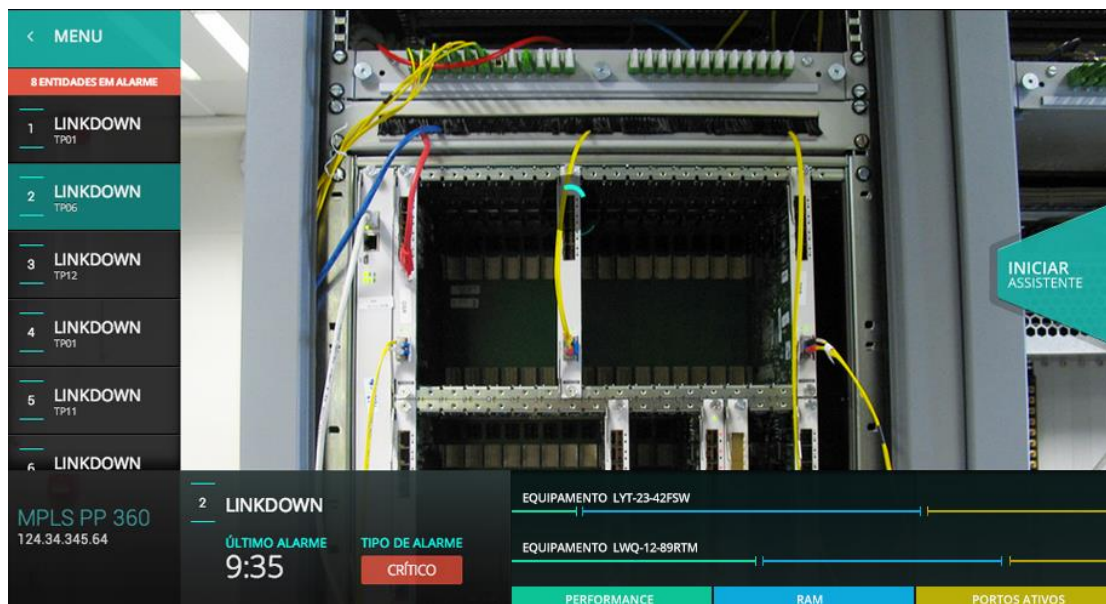 < MENU
8 ENTIDADES EM ALARME
1 LINKDOWN
TP01
2 LINKDOWN
TP06
3 LINKDOWN
TP12
4 LINKDOWN
TP01
5 LINKDOWN
TP11
6 LINKDOWN
INICIAR
ASSISTENTE
MPLS PP 360
124.34.345.64
2 LINKDOWN
ÚLTIMO ALARME
9:35
TIPO DE ALARME
CRÍTICO
EQUIPAMENTO LYT-23-42FSW
EQUIPAMENTO LWQ-12-89RTM
PERFORMANCE
RAM
PORTOS ATIVOS